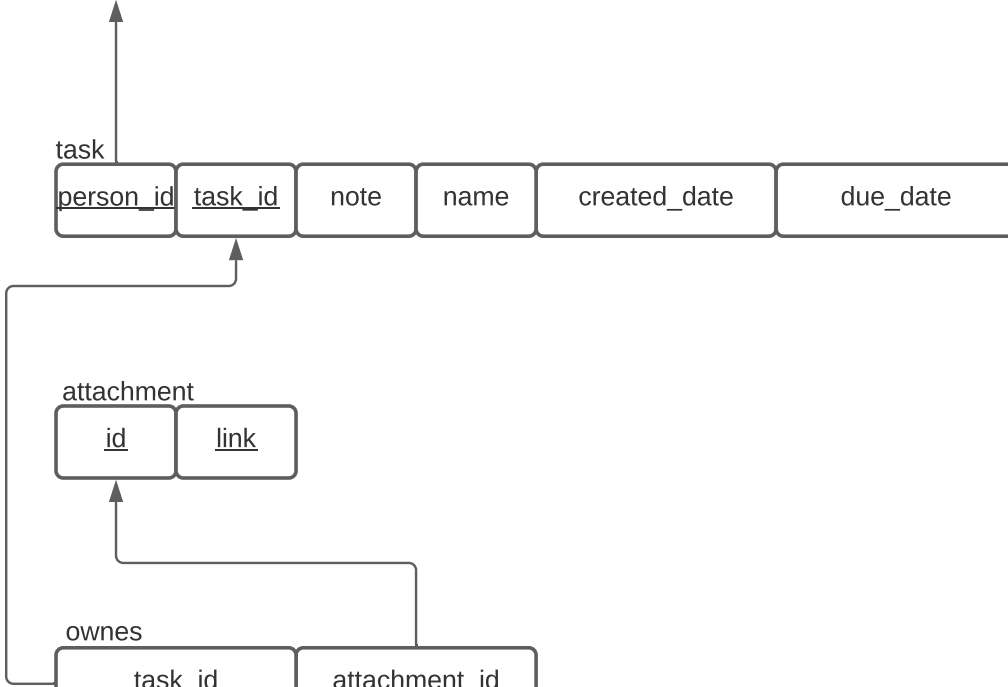 task
person_id task_id note name created_date due_date
attachment
id link
ownes
task_id attachment_id